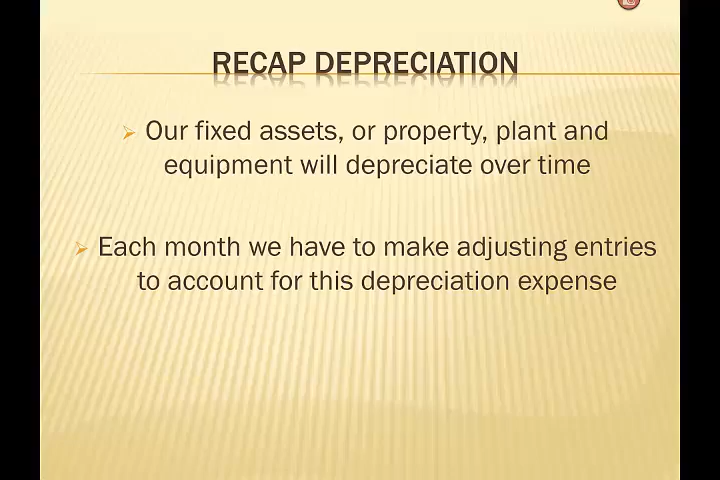 RECAP DEPRECIATION
Our fixed assets, or property, plant and
equipment will depreciate over time
Each month we have to make adjusting entries
to account for this depreciation expense